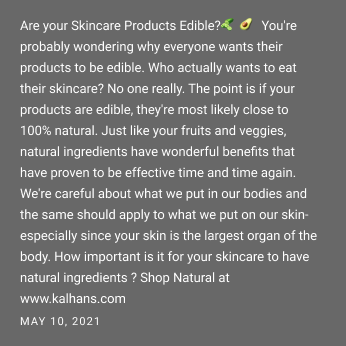 Are your Skincare Products Edible?🌿 🥑 You're
probably wondering why everyone wants their
products to be edible. Who actually wants to eat
their skincare? No one really. The point is if your
products are edible, they're most likely close to
100% natural. Just like your fruits and veggies,
natural ingredients have wonderful benefits that
have proven to be effective time and time again.
We're careful about what we put in our bodies and
the same should apply to what we put on our skin-
especially since your skin is the largest organ of the
body. How important is it for your skincare to have
natural ingredients ? Shop Natural at
www.kalhans.com
MAY 10, 2021